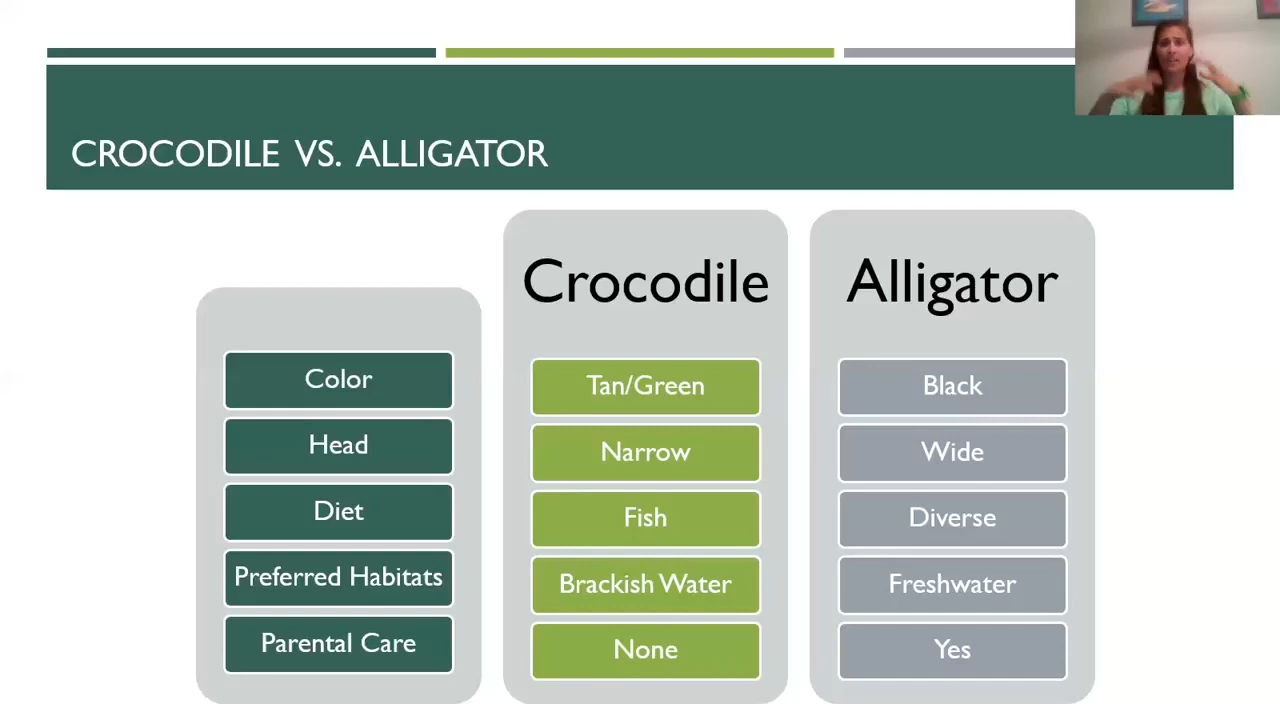 CROCODILE VS. ALLIGATOR
Crocodile
Alligator
Color
Tan/Green
Black
Head
Narrow
Wide
Diet
Fish
Diverse
Preferred Habitats
Brackish Water
Freshwater
Parental Care
None
Yes